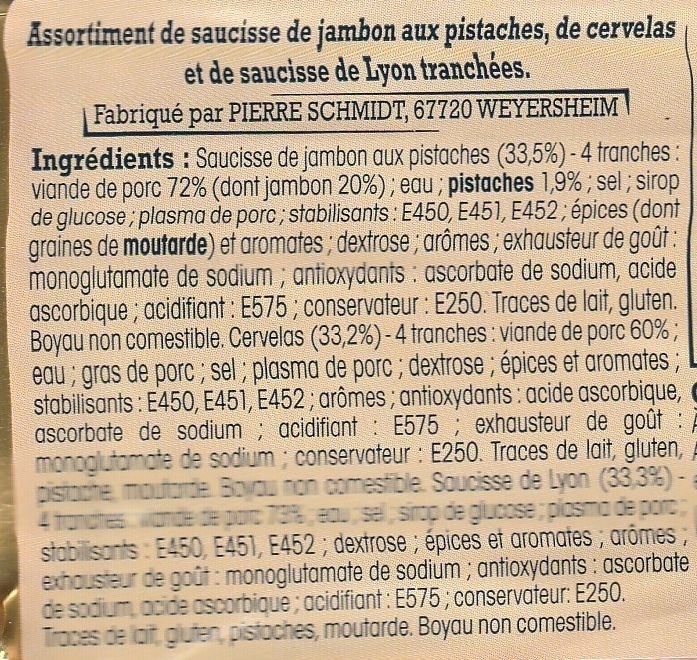 Assortiment de saucisse de jambon aux pistaches, de cervelas
et de saucisse de Lyon tranchées.
Fabriqué par PIERRE SCHMIDT, 67720 WEYERSHEIM
Ingrédients : Saucisse de jambon aux pistaches (33,5%) - 4 tranches :
viande de porc 72% (dont jambon 20%) ; eau ; pistaches 1,9% ; sel ; sirop
de glucose ; plasma de porc ; stabilisants : E450, E451, E452 ; épices (dont
graines de moutarde) et aromates ; dextrose ; arômes ; exhausteur de goût :
monoglutamate de sodium ; antioxydants : ascorbate de sodium, acide
ascorbique ; acidifiant : E575 ; conservateur : E250. Traces de lait, gluten.
Boyau non comestible. Cervelas (33,2%) - 4 tranches : viande de porc 60% ;
eau ; gras de porc ; sel ; plasma de porc ; dextrose ; épices et aromates ;
stabilisants : E450, E451, E452 ; arômes ; antioxydants : acide ascorbique,
ascorbate de sodium ; acidifiant : E575 ; exhausteur de goût :
monoglutamate de sodium ; conservateur : E250. Traces de lait, gluten,
pistache, moutarde. Boyau non comestible. Saucisse de Lyon (33,3%) -
4 tranches : viande de porc 73% ; eau ; sel ; sirop de glucose ; plasma de porc ;
stabilisants : E450, E451, E452 ; dextrose ; épices et aromates ; arômes ;
exhausteur de goût : monoglutamate de sodium ; antioxydants : ascorbate
de sodium, acide ascorbique ; acidifiant : E575 ; conservateur: E250.
Traces de lait, gluten, pistaches, moutarde. Boyau non comestible.